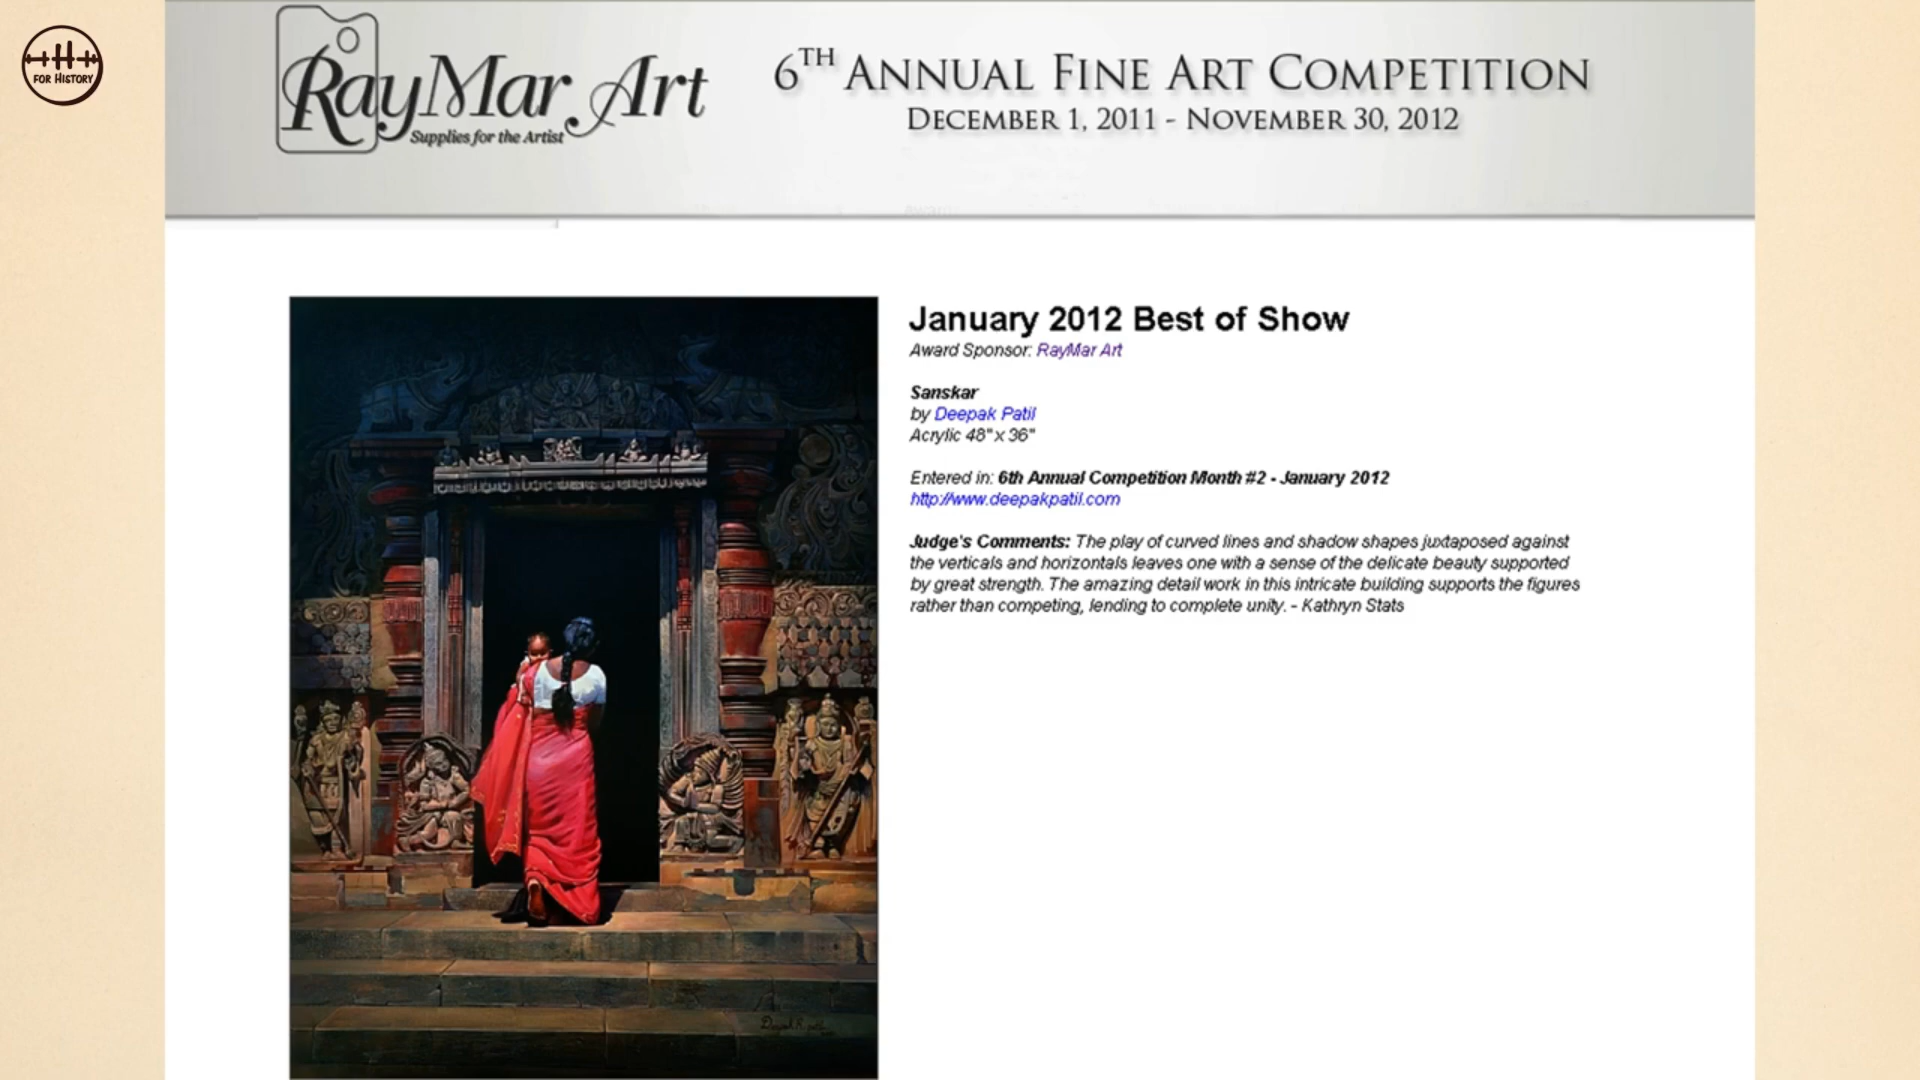 H
FOR HISTORY
RayMar Art
Supplies for the Artist
6TH ANNUAL FINE ART COMPETITION
DECEMBER 1, 2011 - NOVEMBER 30, 2012
January 2012 Best of Show
Award Sponsor: RayMar Art
Sanskar
by Deepak Patil
Acrylic 48" x 36"
Entered in: 6th Annual Competition Month #2 - January 2012
http://www.deepakpatil.com
Judge's Comments: The play of curved lines and shadow shapes juxtaposed against
the verticals and horizontals leaves one with a sense of the delicate beauty supported
by great strength. The amazing detail work in this intricate building supports the figures
rather than competing, lending to complete unity. - Kathryn Stats